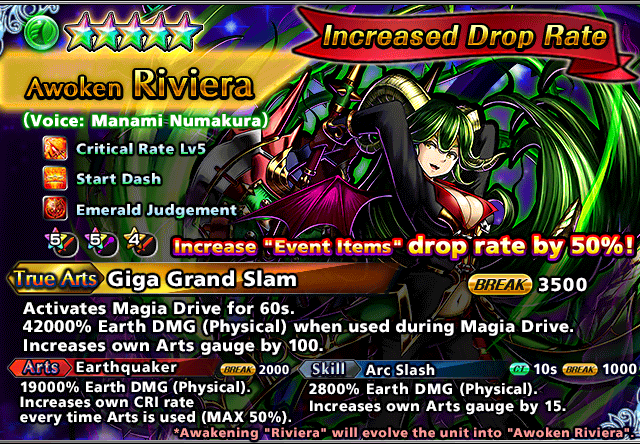 Increased Drop Rate
Awoken Riviera
(Voice: Manami Numakura)
Critical Rate Lv5
Start Dash
Emerald Judgement
5 5 4
Increase "Event Items" drop rate by 50%!
True Arts Giga Grand Slam BREAK 3500
Activates Magia Drive for 60s.
42000% Earth DMG (Physical) when used during Magia Drive.
Increases own Arts gauge by 100.
Arts Earthquaker BREAK 2000
19000% Earth DMG (Physical).
Increases own CRI rate
every time Arts is used (MAX 50%).
Skill Arc Slash CT 10s BREAK 1000
2800% Earth DMG (Physical).
Increases own Arts gauge by 15.
*Awakening "Riviera" will evolve the unit into "Awoken Riviera".